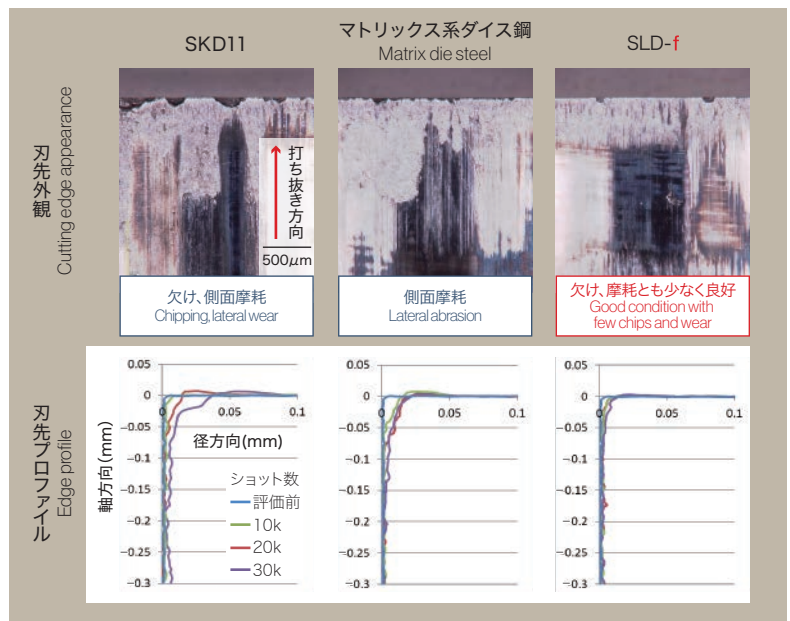 SKD11
マトリックス系ダイス鋼
Matrix die steel
SLD-f
刃先外観
Cutting edge appearance
打ち抜き方向
500μm
欠け、側面摩耗
Chipping, lateral wear
側面摩耗
Lateral abrasion
欠け、摩耗とも少なく良好
Good condition with
few chips and wear
刃先プロファイル
Edge profile
軸方向(mm)
0.05
0
−0.05
−0.1
−0.15
−0.2
−0.25
−0.3
0
0.05
0.1
径方向(mm)
ショット数
評価前
10k
20k
30k
0.05
0
−0.05
−0.1
−0.15
−0.2
−0.25
−0.3
0
0.05
0.1
0.05
0
−0.05
−0.1
−0.15
−0.2
−0.25
−0.3
0
0.05
0.1